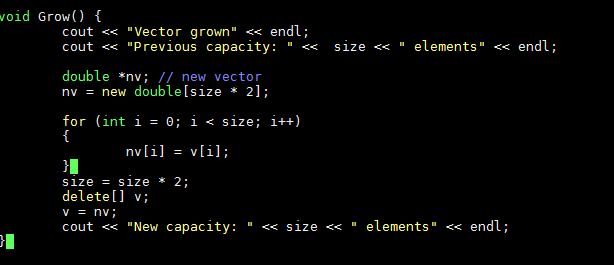 void Grow() {
cout << "Vector grown" << endl;
cout << "Previous capacity: " <<  size << " elements" << endl;
double *nv; // new vector
nv = new double[size * 2];
for (int i = 0; i < size; i++)
{
nv[i] = v[i];
}
size = size * 2;
delete[] v;
v = nv;
cout << "New capacity: " << size << " elements" << endl;
}